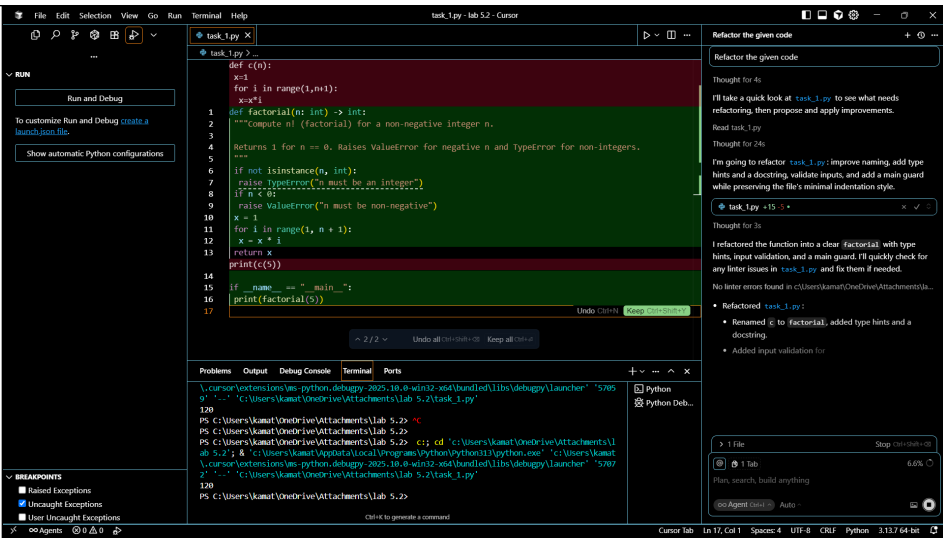 File Edit Selection View Go Run Terminal Help
task_1.py - lab 5.2 - Cursor
RUN
Run and Debug
To customize Run and Debug create a
launch.json file.
Show automatic Python configurations
BREAKPOINTS
Raised Exceptions
Uncaught Exceptions
User Uncaught Exceptions
task_1.py
task_1.py > ...
def c(n):
x=1
for i in range(1,n+1):
x=x*i
1 def factorial(n: int) -> int:
2 """Compute n! (factorial) for a non-negative integer n.
3
4 Returns 1 for n == 0. Raises ValueError for negative n and TypeError for non-integers.
5 """
6 if not isinstance(n, int):
7 raise TypeError("n must be an integer")
8 if n < 0:
9 raise ValueError("n must be non-negative")
10 x = 1
11 for i in range(1, n + 1):
12 x = x * i
13 return x
print(c(5))
14
15 if __name__ == "__main__":
16 print(factorial(5))
17
Undo Ctrl+N Keep Ctrl+Shift+Y
2 / 2 Undo all Ctrl+Shift+⌫ Keep all Ctrl+⏎
Problems Output Debug Console Terminal Ports
\.cursor\extensions\ms-python.debugpy-2025.10.0-win32-x64\bundled\libs\debugpy\launcher' '5705
9' '--' 'C:\Users\kamat\OneDrive\Attachments\lab 5.2\task_1.py'
120
PS C:\Users\kamat\OneDrive\Attachments\lab 5.2> ^C
PS C:\Users\kamat\OneDrive\Attachments\lab 5.2>
PS C:\Users\kamat\OneDrive\Attachments\lab 5.2> c:; cd 'c:\Users\kamat\OneDrive\Attachments\l
ab 5.2'; & 'c:\Users\kamat\AppData\Local\Programs\Python\Python313\python.exe' 'c:\Users\kamat
\.cursor\extensions\ms-python.debugpy-2025.10.0-win32-x64\bundled\libs\debugpy\launcher' '5707
2' '--' 'C:\Users\kamat\OneDrive\Attachments\lab 5.2\task_1.py'
120
PS C:\Users\kamat\OneDrive\Attachments\lab 5.2>
Ctrl+K to generate a command
Python
Python Deb...
Refactor the given code
Refactor the given code
Thought for 4s
I'll take a quick look at task_1.py to see what needs
refactoring, then propose and apply improvements.
Read task_1.py
Thought for 24s
I'm going to refactor task_1.py: improve naming, add type
hints and a docstring, validate inputs, and add a main guard
while preserving the file's minimal indentation style.
task_1.py +15 -5
Thought for 3s
I refactored the function into a clear factorial with type
hints, input validation, and a main guard. I'll quickly check for
any linter issues in task_1.py and fix them if needed.
No linter errors found in c:\Users\kamat\OneDrive\Attachments\la...
• Refactored task_1.py:
• Renamed c to factorial, added type hints and a
docstring.
• Added input validation for
1 File Stop Ctrl+Shift+⌫
@ 1 Tab 6.6%
Plan, search, build anything
Agent Ctrl+I Auto
Agents 0 0
Cursor Tab Ln 17, Col 1 Spaces: 4 UTF-8 CRLF Python 3.13.7 64-bit